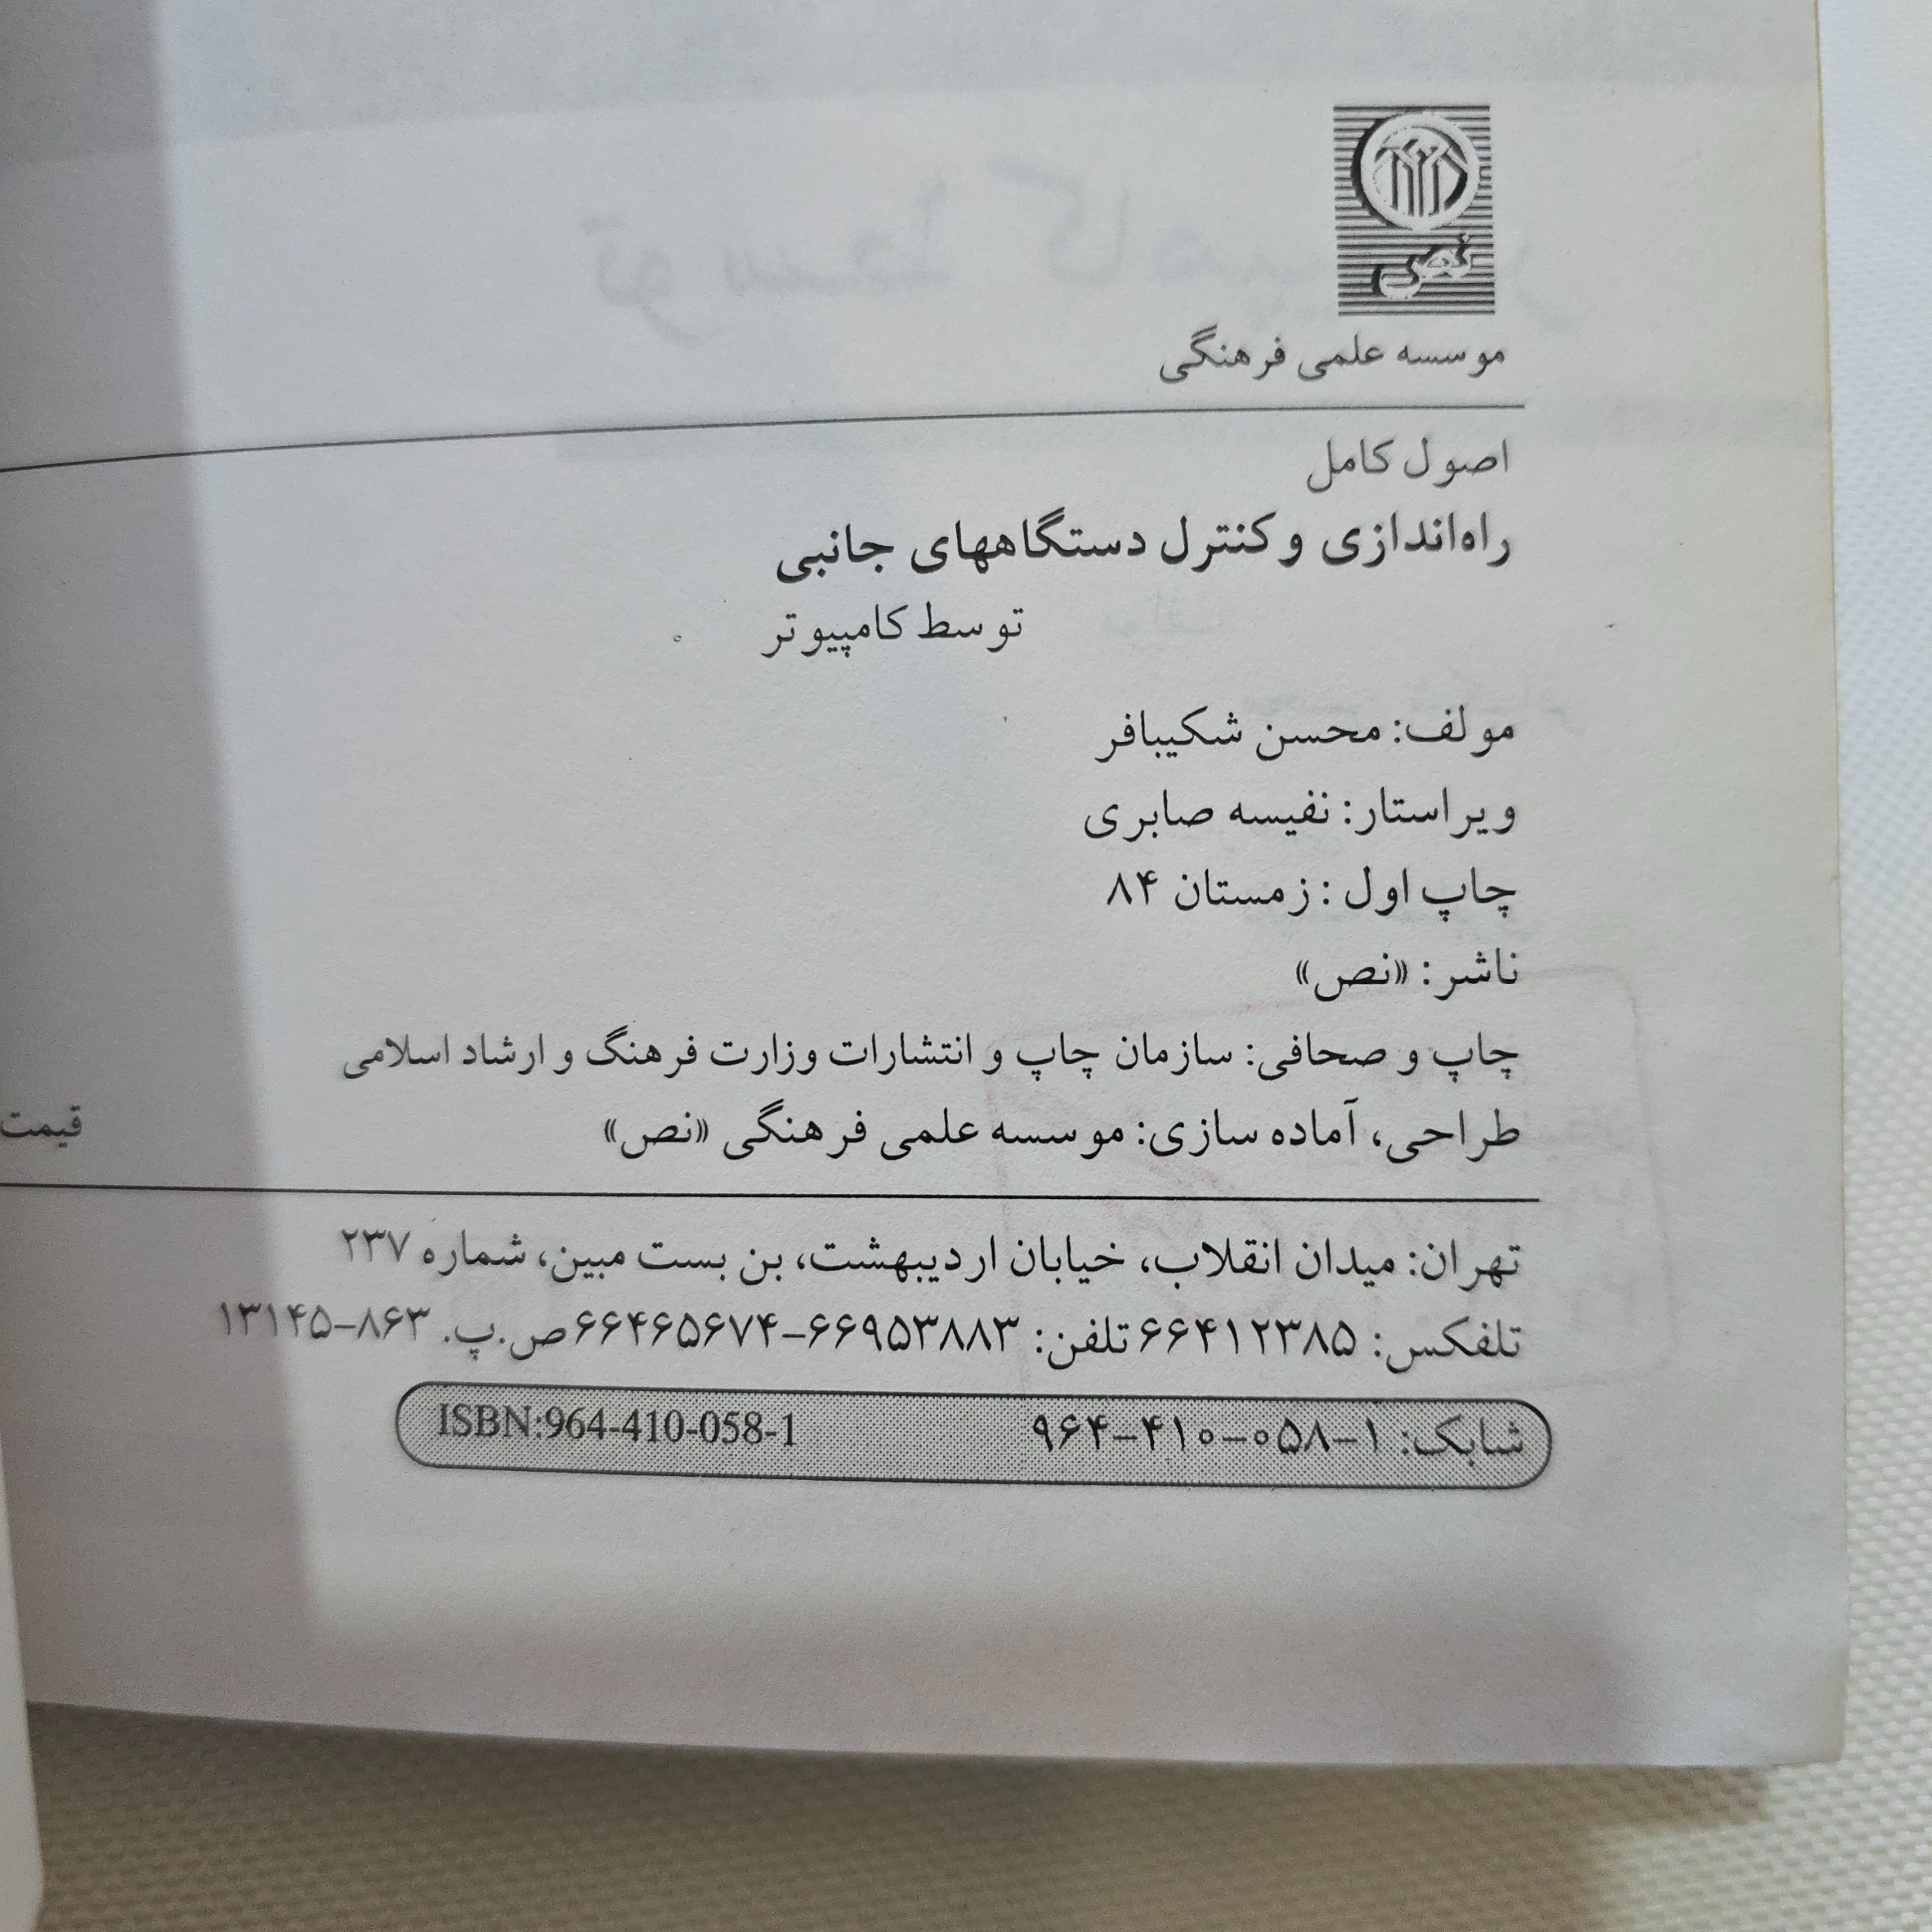 نص
موسسه علمی فرهنگی
اصول کامل
راه‌اندازی و کنترل دستگاههای جانبی
توسط کامپیوتر
مولف: محسن شکیبافر
ویراستار: نفیسه صابری
چاپ اول : زمستان ۸۴
ناشر: «نص»
چاپ و صحافی: سازمان چاپ و انتشارات وزارت فرهنگ و ارشاد اسلامی
طراحی، آماده سازی: موسسه علمی فرهنگی «نص» قیمت
تهران: میدان انقلاب، خیابان اردیبهشت، بن بست مبین، شماره ۲۳۷
تلفکس: ۶۶۴۱۲۳۸۵ تلفن: ۶۶۹۵۳۸۸۳-۶۶۴۶۵۶۷۴ ص.پ. ۸۶۳-۱۳۱۴۵
شابک: ۱-۰۵۸-۴۱۰-۹۶۴ ISBN:964-410-058-1